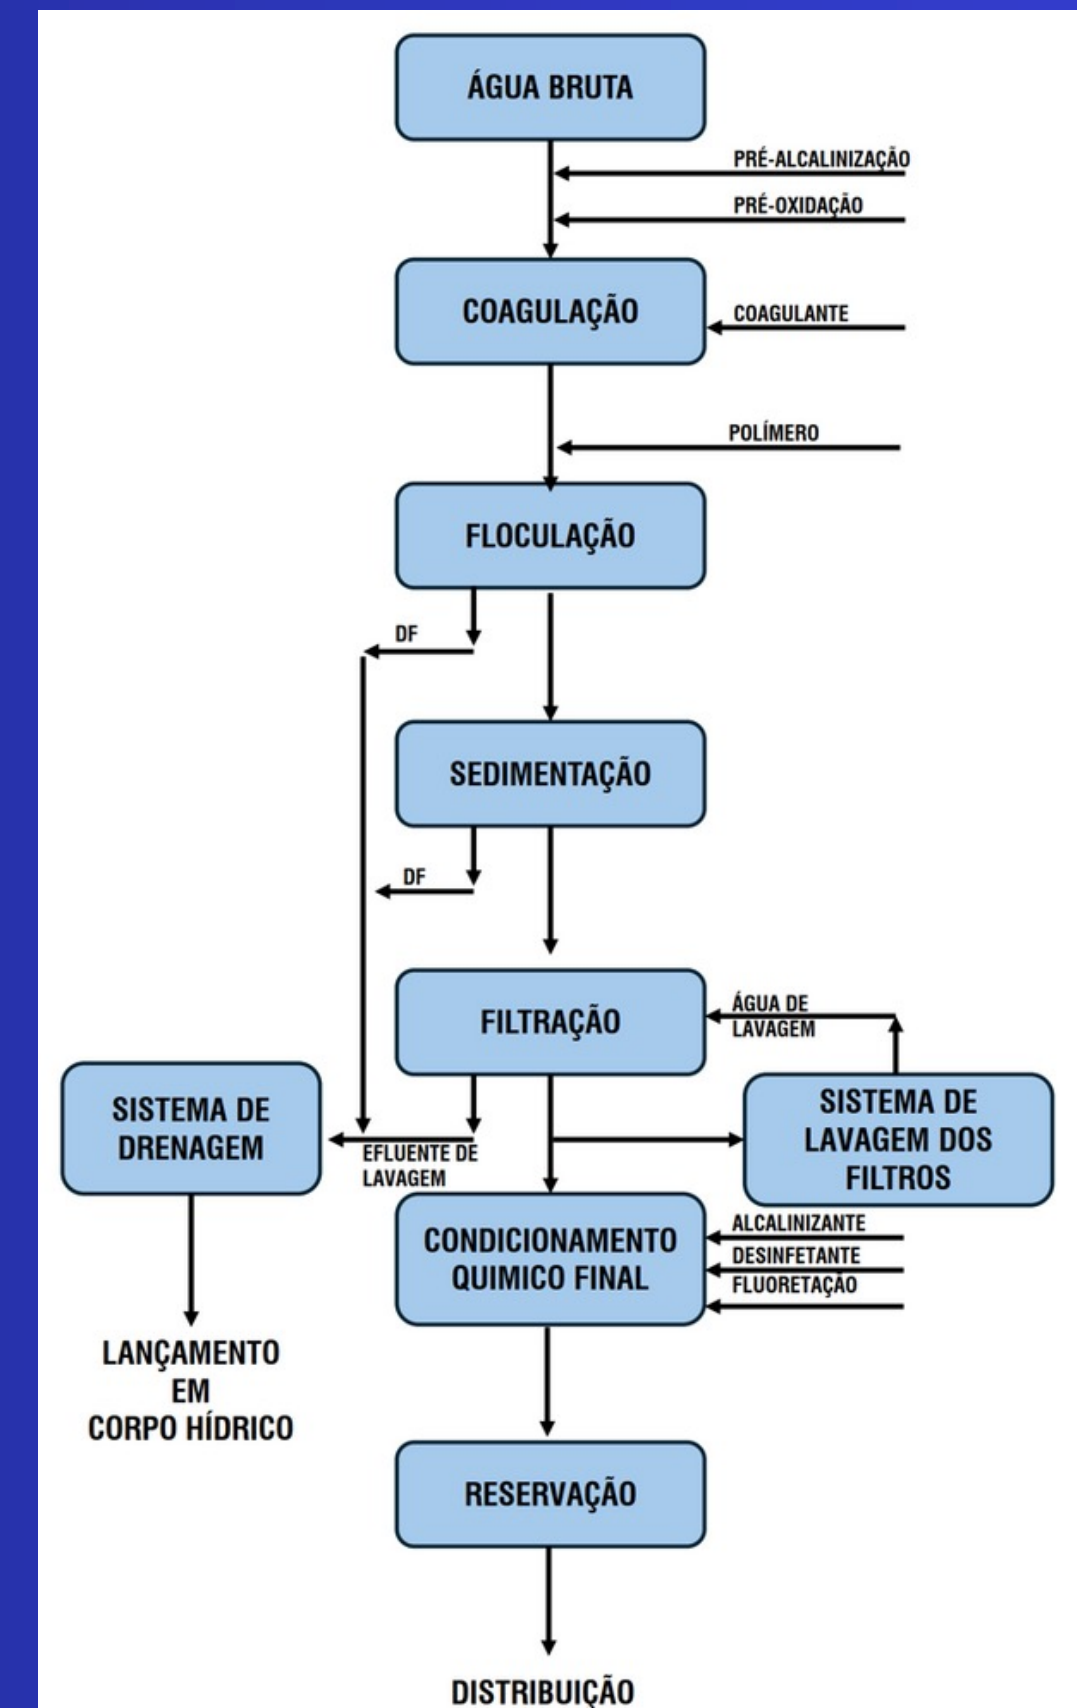 ÁGUA BRUTA
PRÉ-ALCALINIZAÇÃO
PRÉ-OXIDAÇÃO
COAGULAÇÃO
COAGULANTE
POLÍMERO
FLOCULAÇÃO
DF
SEDIMENTAÇÃO
DF
FILTRAÇÃO
ÁGUA DE
LAVAGEM
SISTEMA DE
DRENAGEM
EFLUENTE DE
LAVAGEM
SISTEMA DE
LAVAGEM DOS
FILTROS
CONDICIONAMENTO
QUIMICO FINAL
ALCALINIZANTE
DESINFETANTE
FLUORETAÇÃO
LANÇAMENTO
EM
CORPO HÍDRICO
RESERVAÇÃO
DISTRIBUIÇÃO